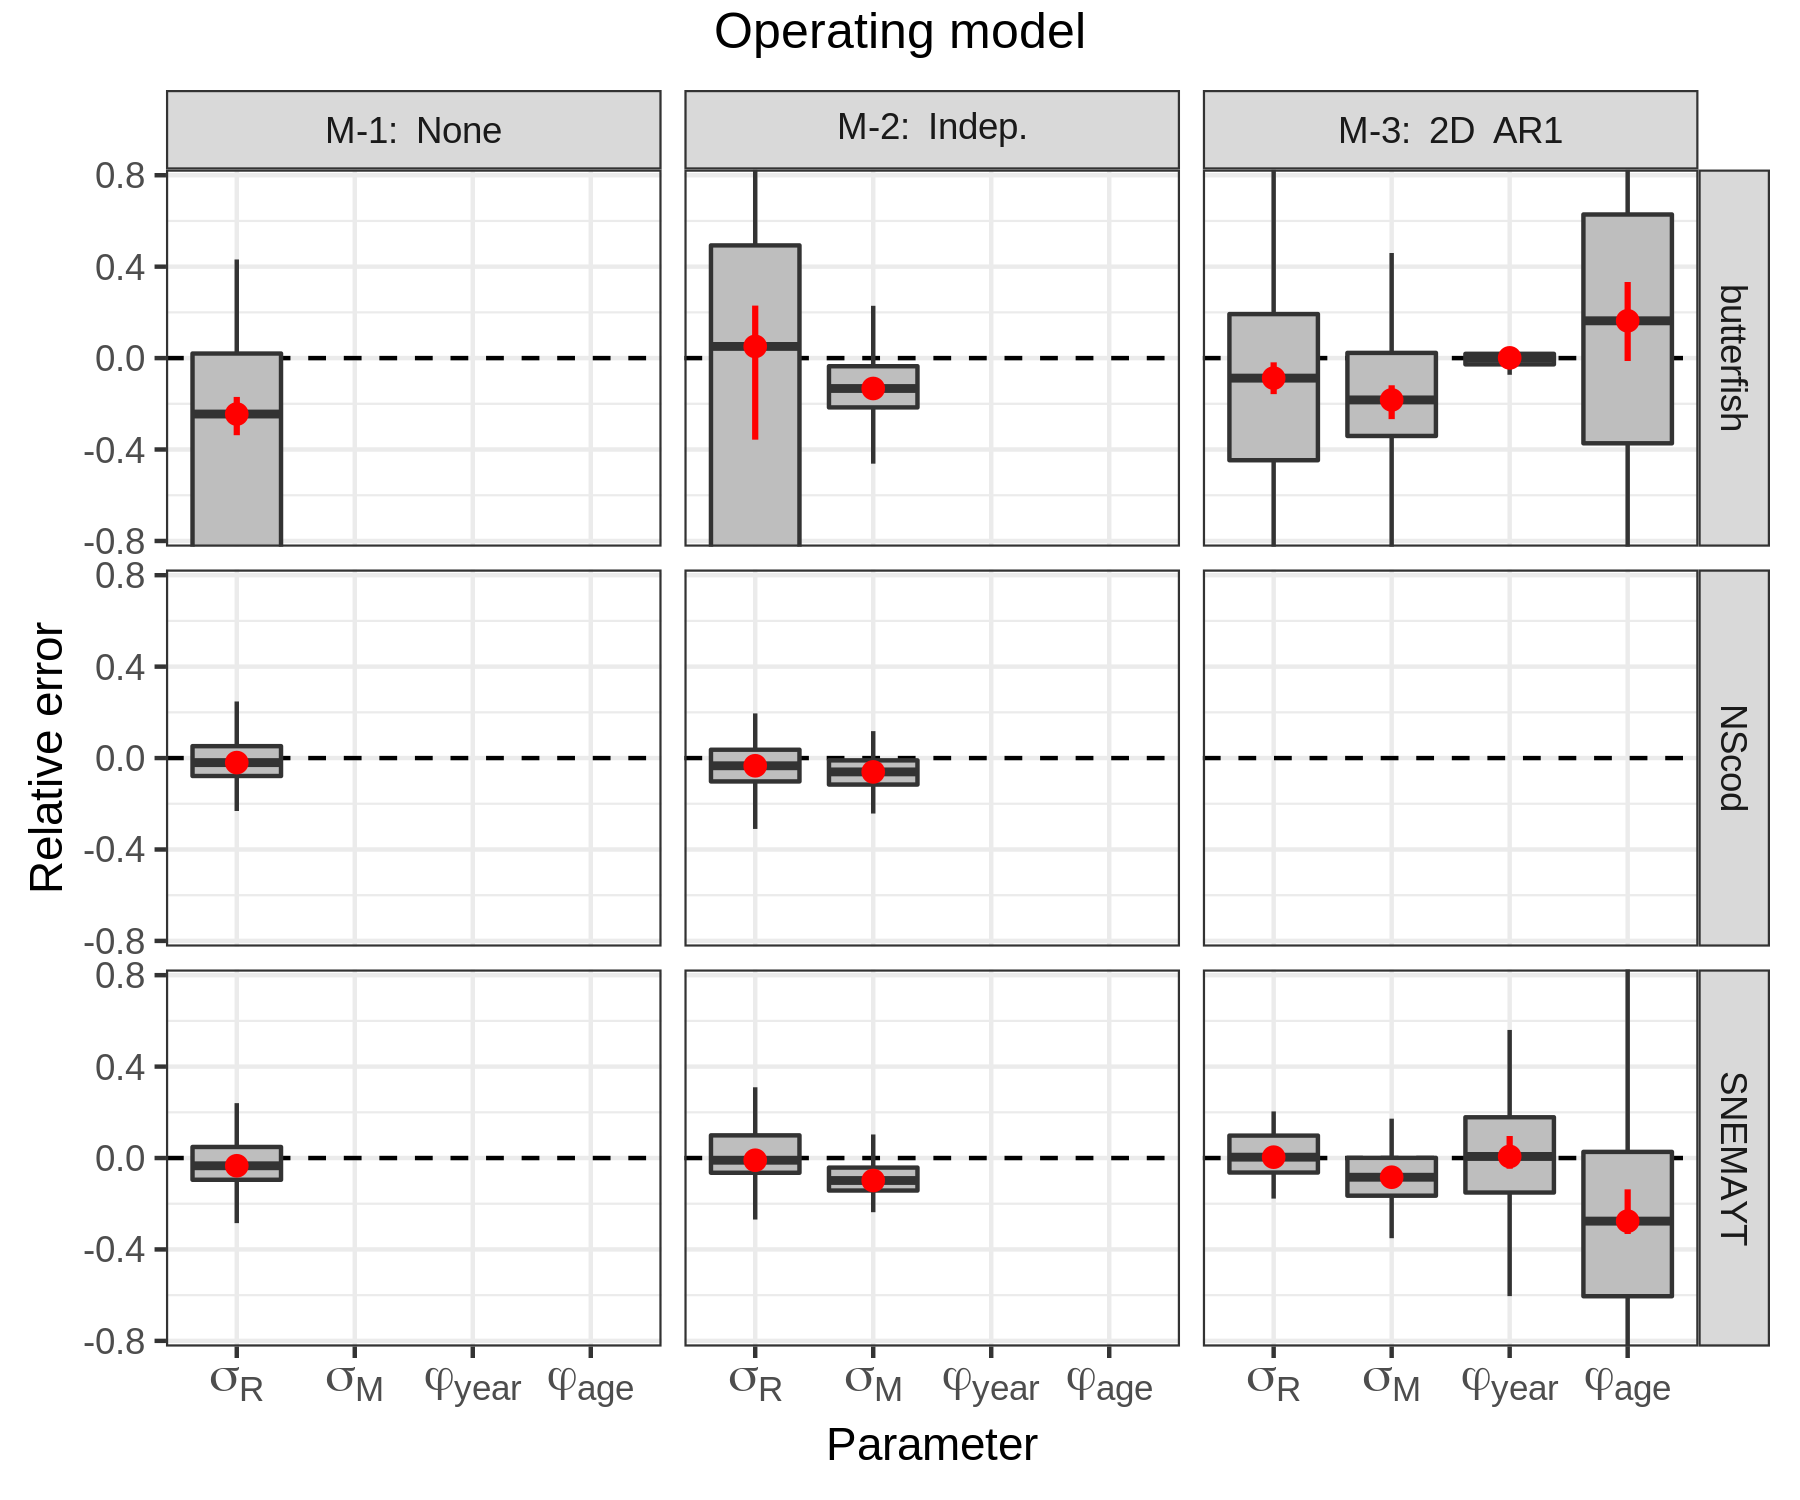 Operating model
M-1: None
M-2: Indep.
M-3: 2D AR1
0.8
0.4
0.0
-0.4
-0.8
butterfish
0.8
0.4
0.0
-0.4
-0.8
NScod
Relative error
0.8
0.4
0.0
-0.4
-0.8
SNEMAYT
σR σM φyear φage
σR σM φyear φage
σR σM φyear φage
Parameter